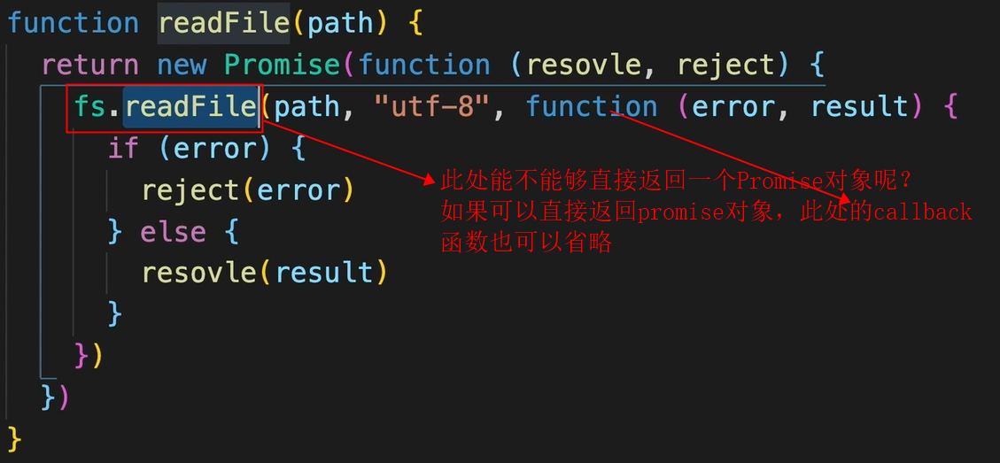 function readFile(path) {
return new Promise(function (resovle, reject) {
fs.readFile(path, "utf-8", function (error, result) {
if (error) {
reject(error)
} else {
resovle(result)
}
})
})
}
此处能不能够直接返回一个Promise对象呢?
如果可以直接返回promise对象，此处的callback
函数也可以省略